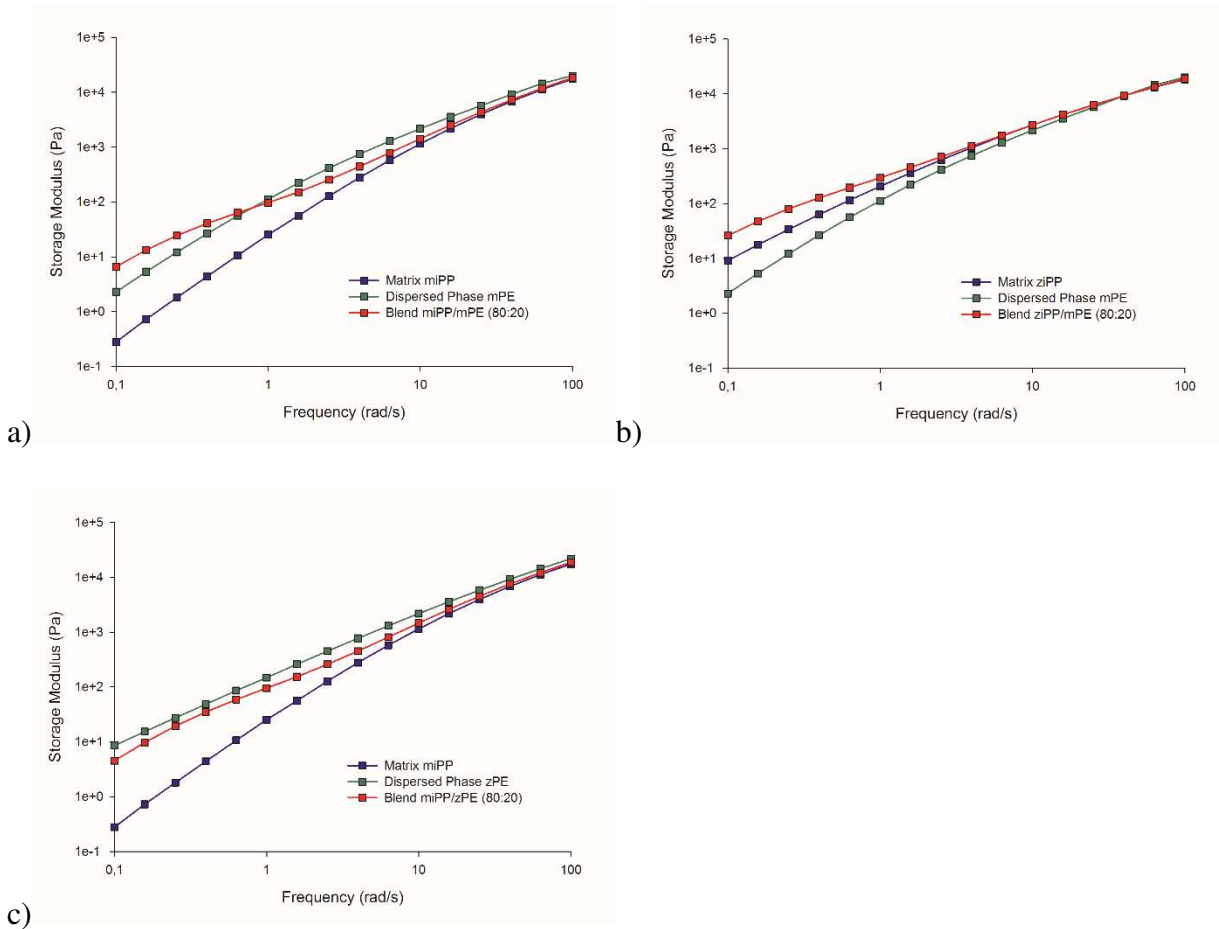 1e+5
1e+4
1e+3
1e+2
1e+1
1e+0
1e-1
Storage Modulus (Pa)
Matrix miPP
Dispersed Phase mPE
Blend miPP/mPE (80:20)
0,1 1 10 100
Frequency (rad/s)
a)
1e+5
1e+4
1e+3
1e+2
1e+1
1e+0
1e-1
Storage Modulus (Pa)
Matrix ziPP
Dispersed Phase mPE
Blend ziPP/mPE (80:20)
0,1 1 10 100
Frequency (rad/s)
b)
1e+5
1e+4
1e+3
1e+2
1e+1
1e+0
1e-1
Storage Modulus (Pa)
Matrix miPP
Dispersed Phase zPE
Blend miPP/zPE (80:20)
0,1 1 10 100
Frequency (rad/s)
c)